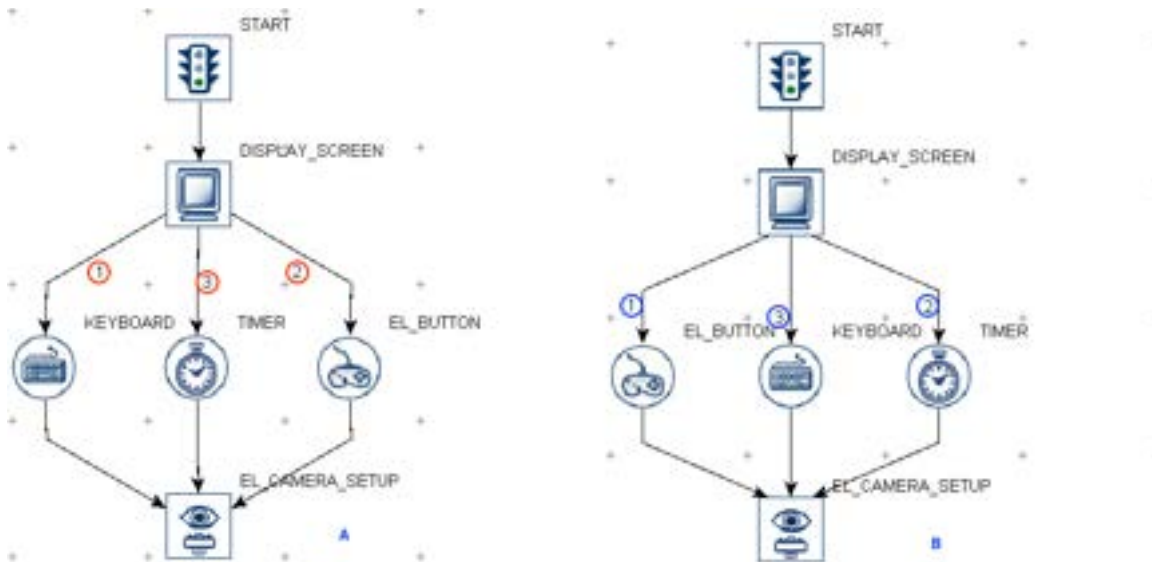 START
DISPLAY_SCREEN
1
3
2
KEYBOARD
TIMER
EL_BUTTON
EL_CAMERA_SETUP
A
START
DISPLAY_SCREEN
1
3
2
EL_BUTTON
KEYBOARD
TIMER
EL_CAMERA_SETUP
B